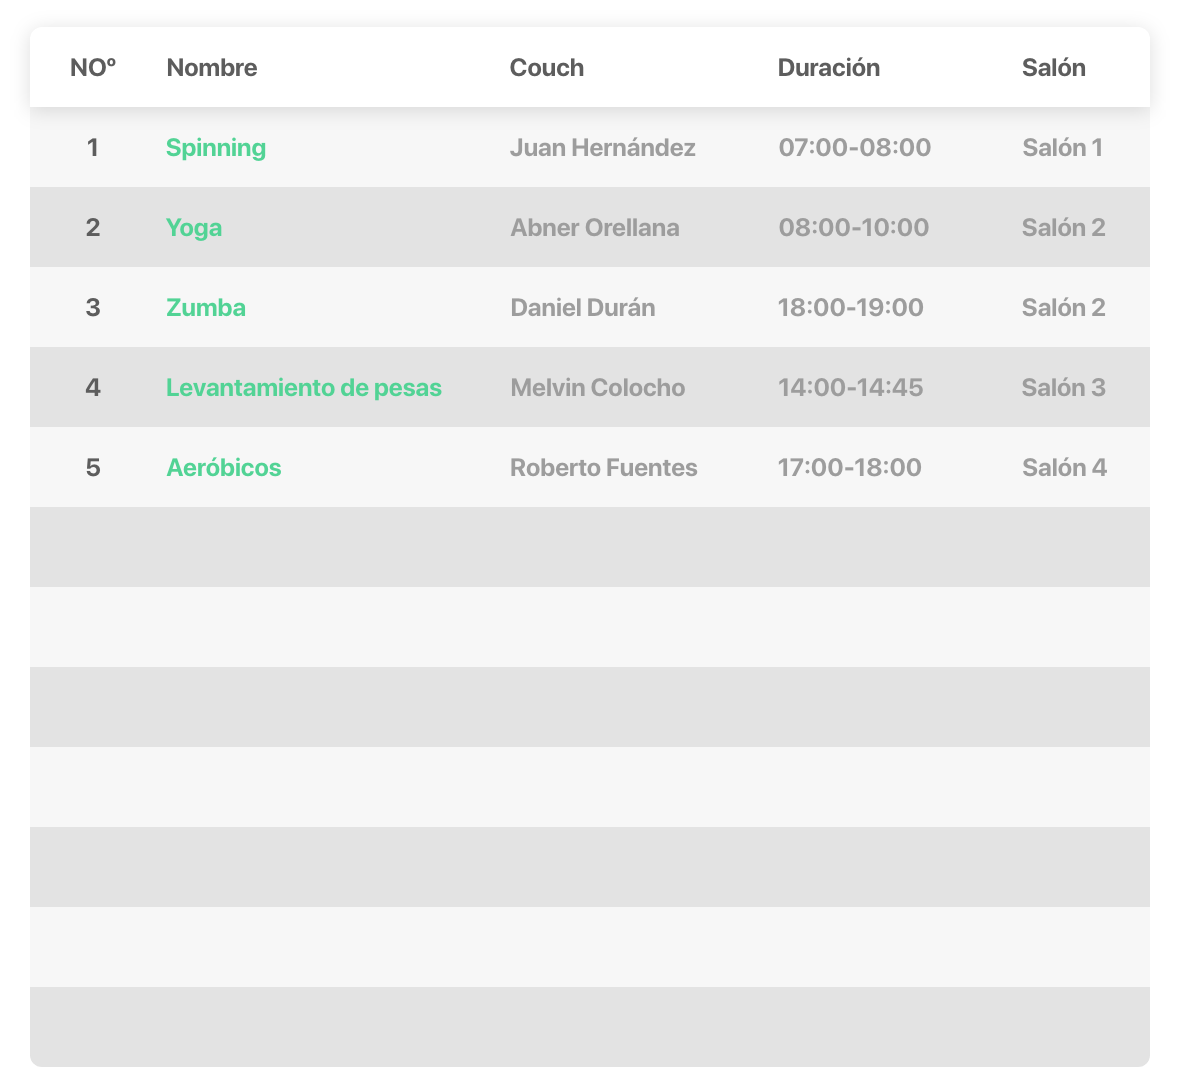 NOº Nombre Couch Duración Salón
1 Spinning Juan Hernández 07:00-08:00 Salón 1
2 Yoga Abner Orellana 08:00-10:00 Salón 2
3 Zumba Daniel Durán 18:00-19:00 Salón 2
4 Levantamiento de pesas Melvin Colocho 14:00-14:45 Salón 3
5 Aeróbicos Roberto Fuentes 17:00-18:00 Salón 4